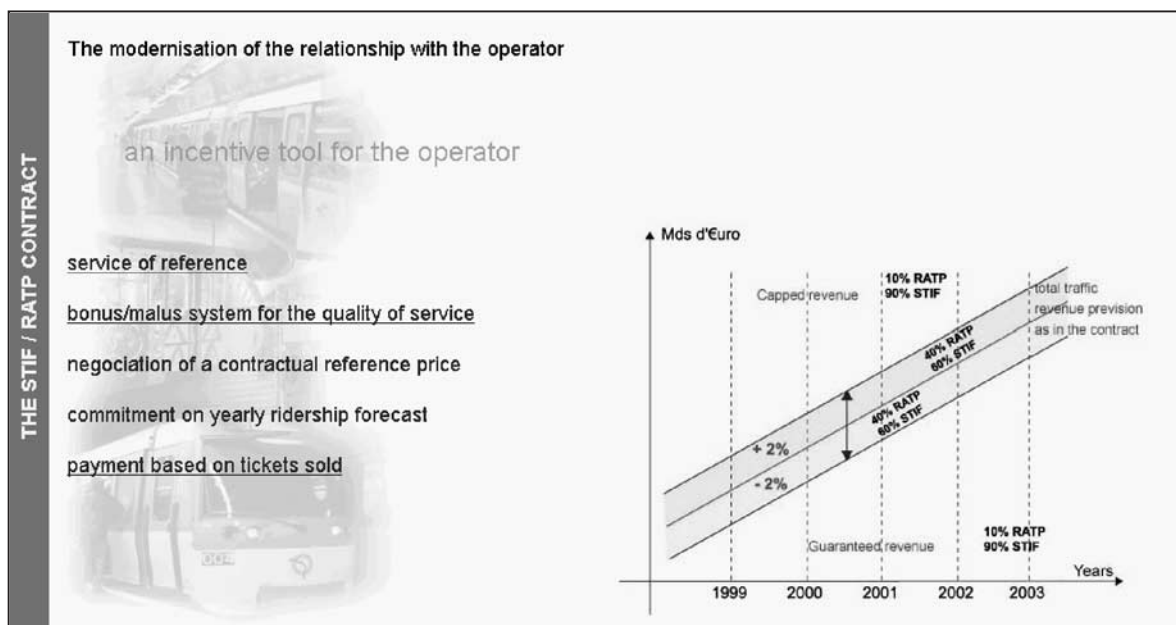 THE STIF / RATP CONTRACT
The modernisation of the relationship with the operator
an incentive tool for the operator
service of reference
bonus/malus system for the quality of service
negociation of a contractual reference price
commitment on yearly ridership forecast
payment based on tickets sold
004
Mds d'€uro
Capped revenue
10% RATP
90% STIF
total traffic
revenue prevision
as in the contract
40% RATP
60% STIF
40% RATP
60% STIF
+ 2%
- 2%
Guaranteed revenue
10% RATP
90% STIF
Years
1999 2000 2001 2002 2003